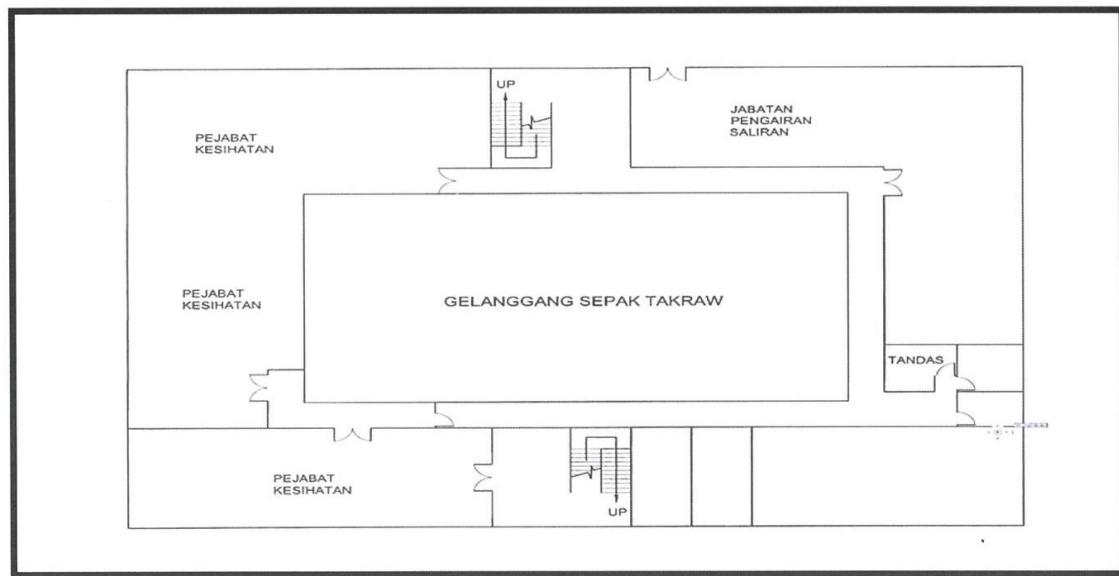 UP
JABATAN
PENGAIRAN
SALIRAN
PEJABAT
KESIHATAN
PEJABAT
KESIHATAN
GELANGGANG SEPAK TAKRAW
TANDAS
PEJABAT
KESIHATAN
UP